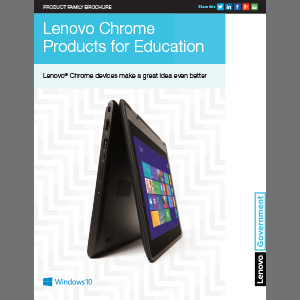 PRODUCT FAMILY BROCHURE
Share this
Lenovo Chrome
Products for Education
Lenovo® Chrome devices make a great idea even better
Government
Lenovo
Windows 10